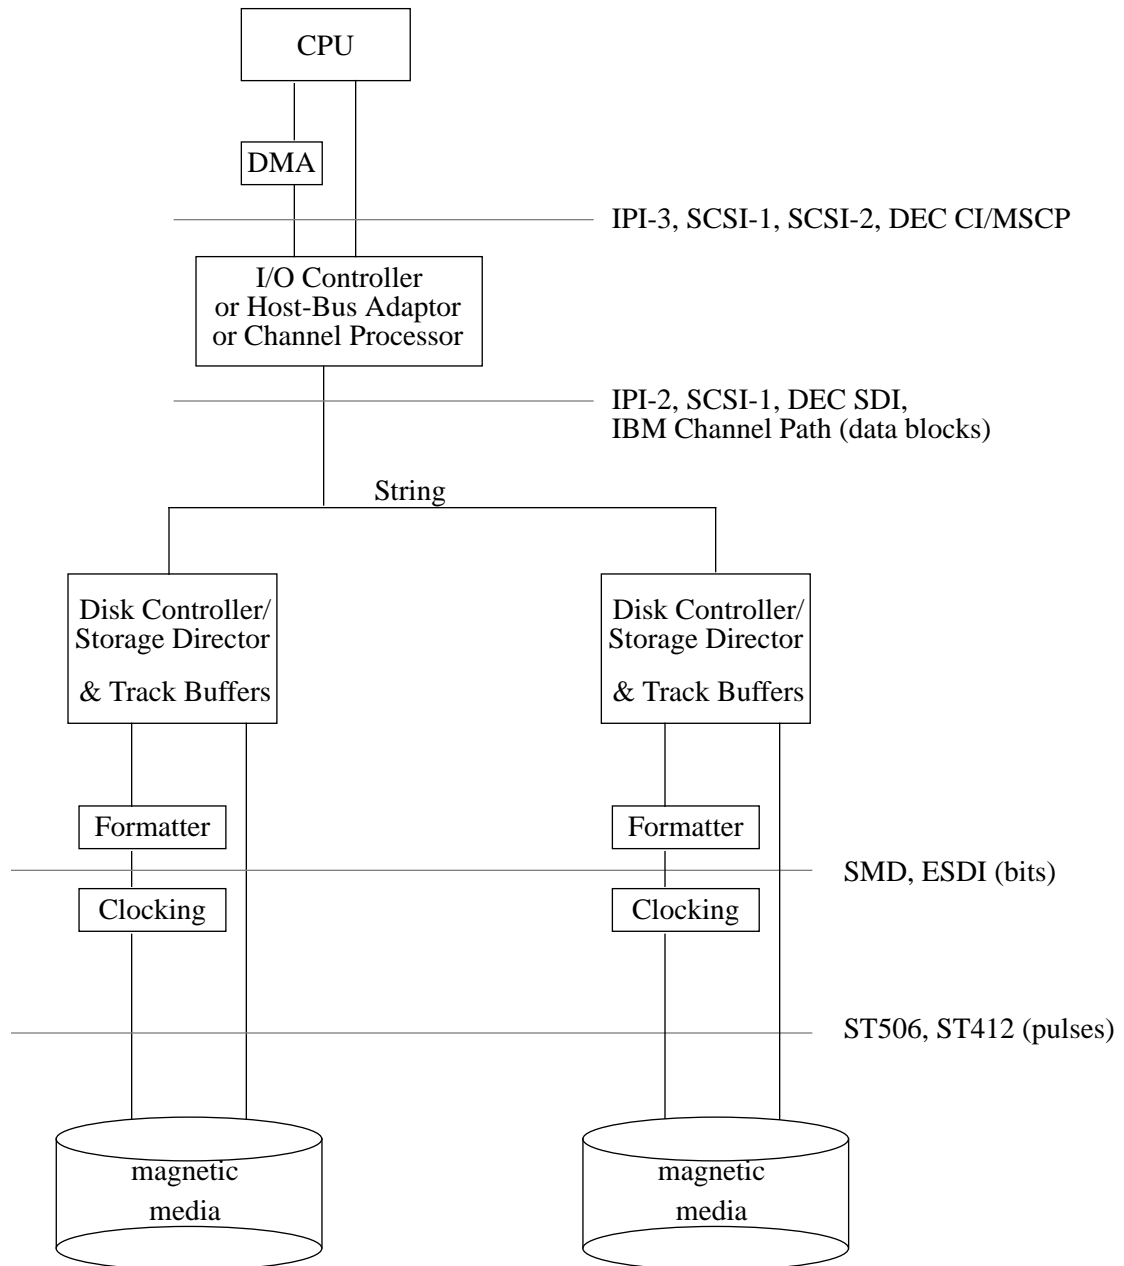 CPU
DMA
IPI-3, SCSI-1, SCSI-2, DEC CI/MSCP
I/O Controller
or Host-Bus Adaptor
or Channel Processor
IPI-2, SCSI-1, DEC SDI,
IBM Channel Path (data blocks)
String
Disk Controller/
Storage Director
& Track Buffers
Disk Controller/
Storage Director
& Track Buffers
Formatter
Formatter
SMD, ESDI (bits)
Clocking
Clocking
ST506, ST412 (pulses)
magnetic
media
magnetic
media